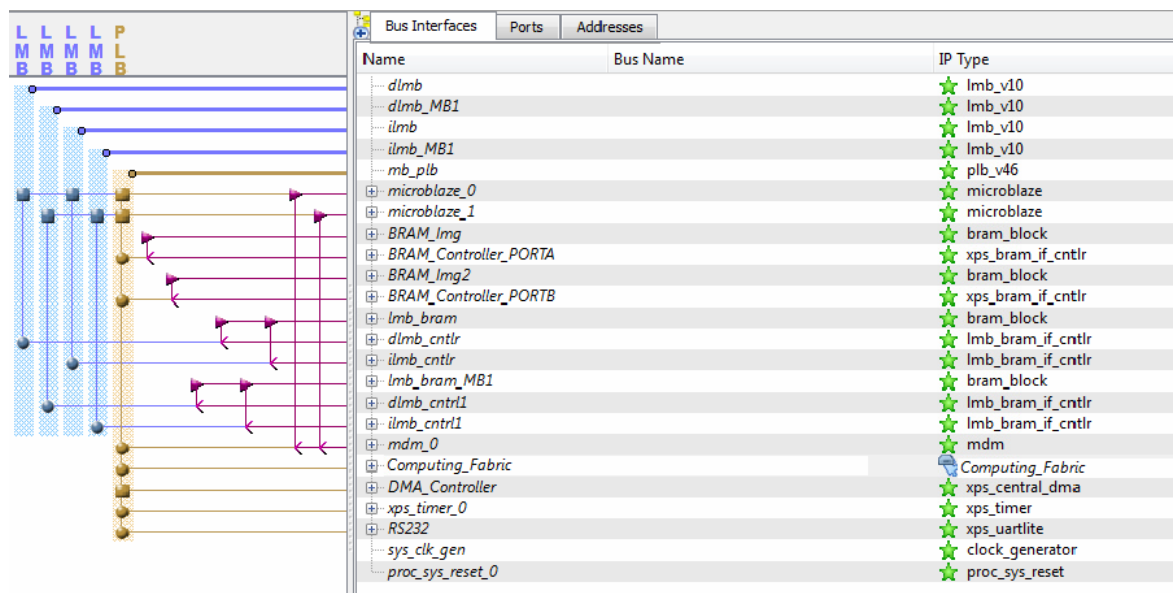 L L L L P
M M M M L
B B B B B
Bus Interfaces Ports Addresses
Name Bus Name IP Type
dlmb lmb_v10
dlmb_MB1 lmb_v10
ilmb lmb_v10
ilmb_MB1 lmb_v10
mb_plb plb_v46
microblaze_0 microblaze
microblaze_1 microblaze
BRAM_Img bram_block
BRAM_Controller_PORTA xps_bram_if_cntlr
BRAM_Img2 bram_block
BRAM_Controller_PORTB xps_bram_if_cntlr
lmb_bram bram_block
dlmb_cntlr lmb_bram_if_cntlr
ilmb_cntlr lmb_bram_if_cntlr
lmb_bram_MB1 bram_block
dlmb_cntrl1 lmb_bram_if_cntlr
ilmb_cntrl1 lmb_bram_if_cntlr
mdm_0 mdm
Computing_Fabric Computing_Fabric
DMA_Controller xps_central_dma
xps_timer_0 xps_timer
RS232 xps_uartlite
sys_clk_gen clock_generator
proc_sys_reset_0 proc_sys_reset